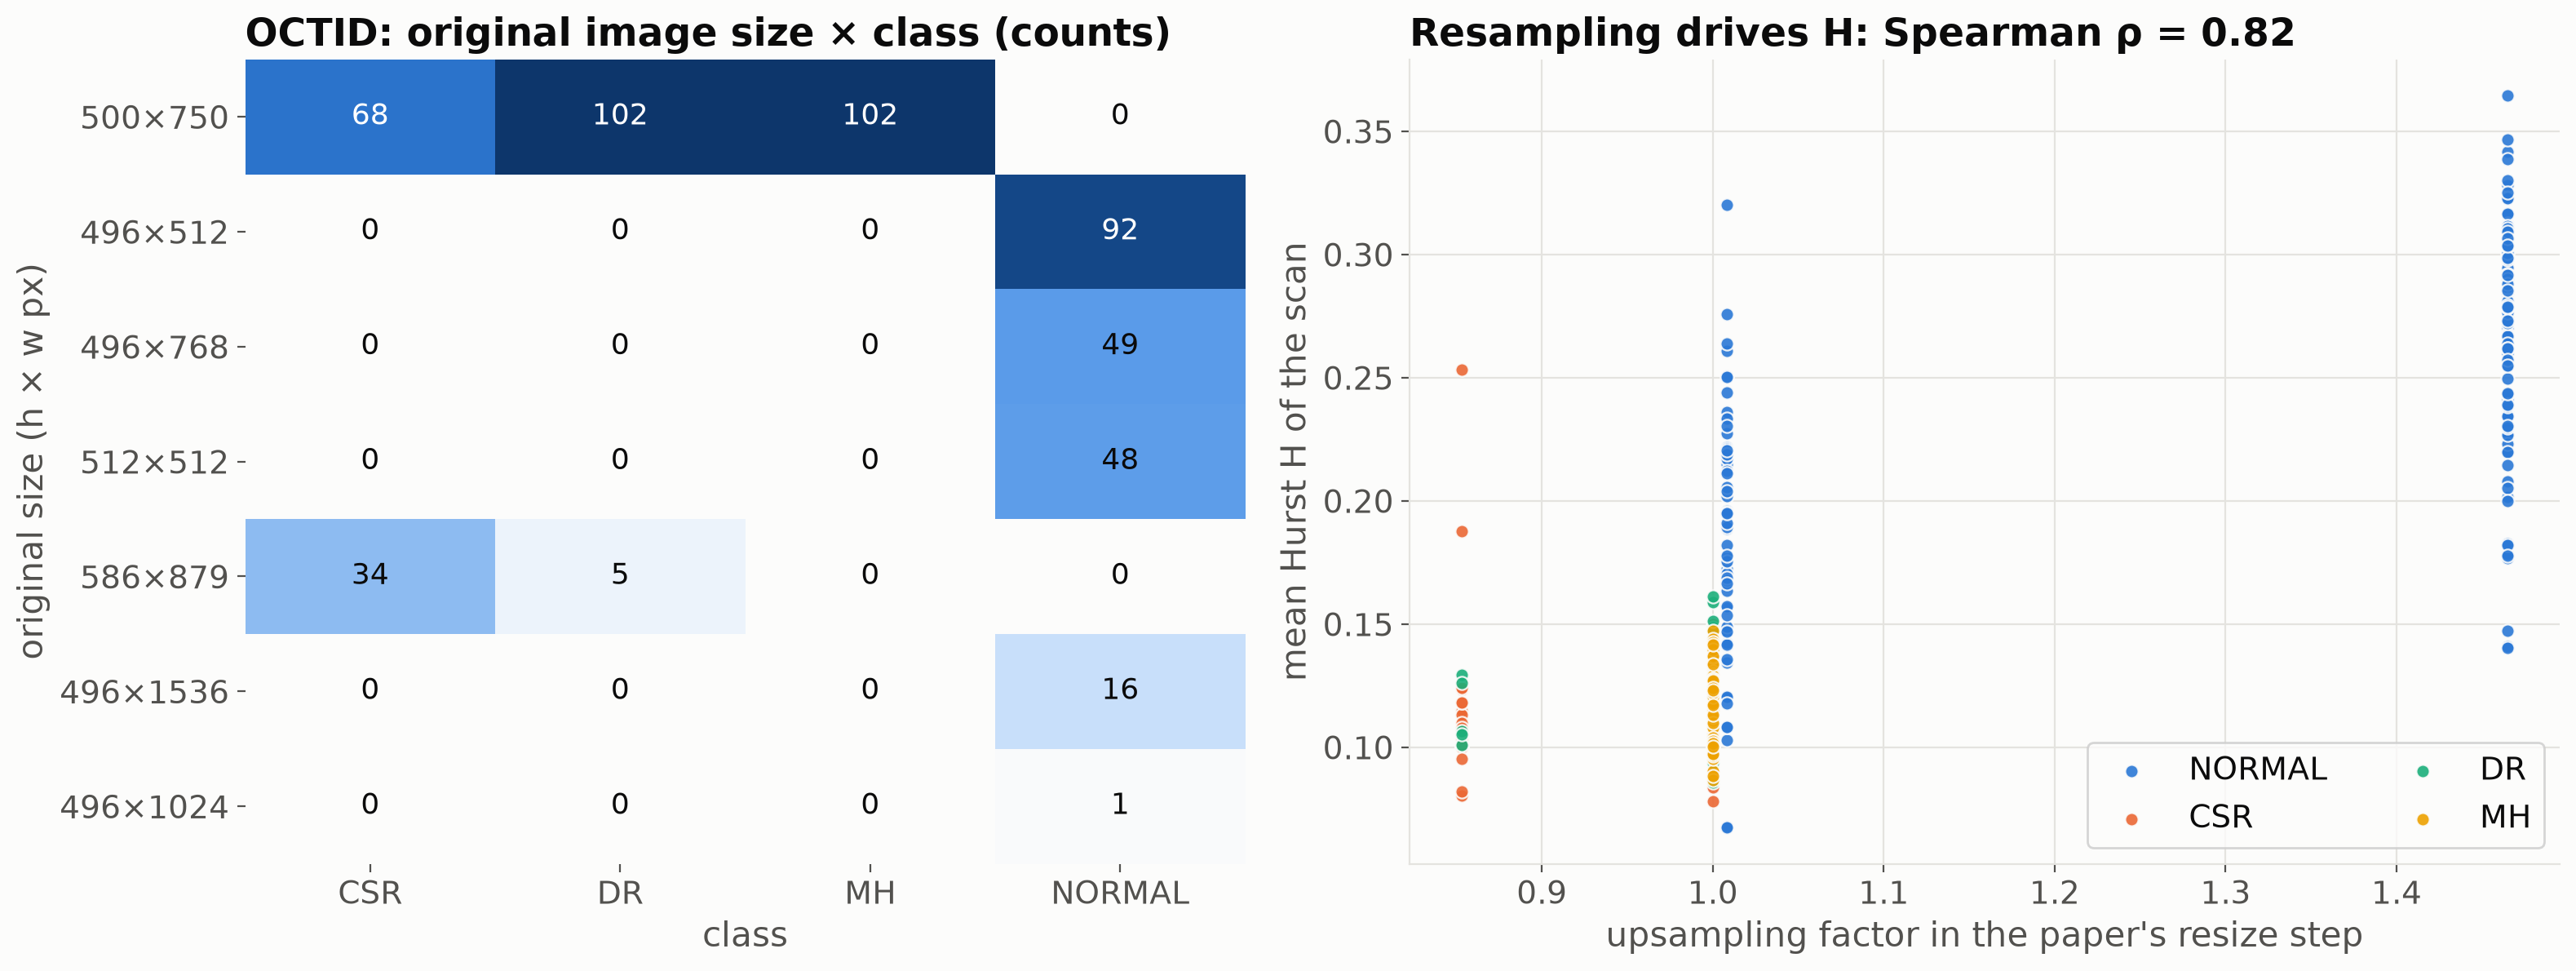 OCTID: original image size × class (counts)
original size (h × w px)
500×750 68 102 102 0
496×512 0 0 0 92
496×768 0 0 0 49
512×512 0 0 0 48
586×879 34 5 0 0
496×1536 0 0 0 16
496×1024 0 0 0 1
CSR DR MH NORMAL
class
Resampling drives H: Spearman ρ = 0.82
mean Hurst H of the scan
0.35
0.30
0.25
0.20
0.15
0.10
NORMAL DR
CSR MH
0.9 1.0 1.1 1.2 1.3 1.4
upsampling factor in the paper's resize step